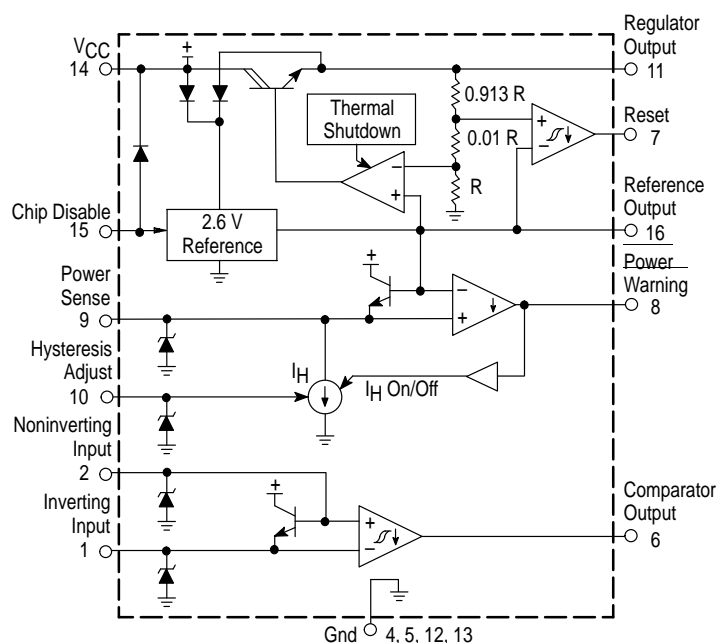 VCC
14
+
Regulator
Output
11
Thermal
Shutdown
0.913 R
0.01 R
R
+
−
Reset
7
−
+
Reference
Output
16
Chip Disable
15
2.6 V
Reference
Power
Sense
9
+
−
+
Power
Warning
8
Hysteresis
Adjust
10
IH
IH On/Off
Noninverting
Input
2
+
Inverting
Input
1
+
−
Comparator
Output
6
Gnd 4, 5, 12, 13